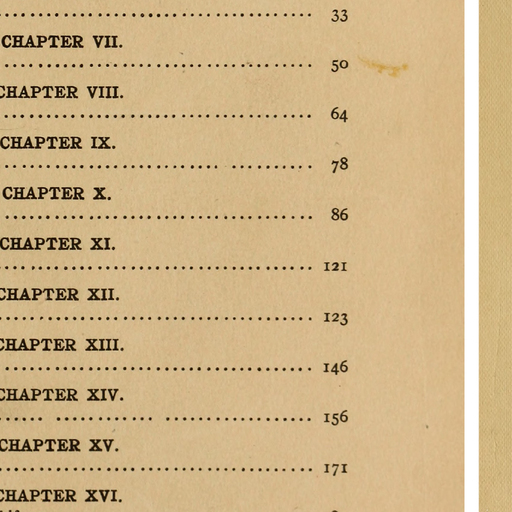 33
CHAPTER VII.
50
CHAPTER VIII.
64
CHAPTER IX.
78
CHAPTER X.
86
CHAPTER XI.
121
CHAPTER XII.
123
CHAPTER XIII.
146
CHAPTER XIV.
156
CHAPTER XV.
171
CHAPTER XVI.